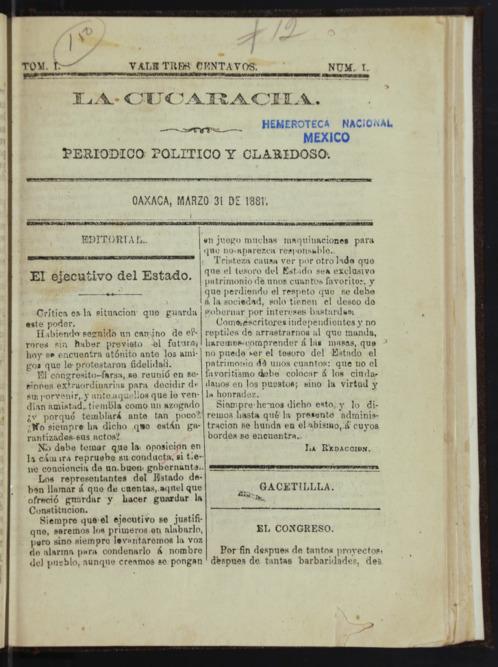 110
# 12
TOM. I. VALE TRES CENTAVOS. NUM. I.
LA CUCARACHA.
HEMEROTECA NACIONAL
MEXICO
PERIODICO POLITICO Y CLARIDOSO.
OAXACA, MARZO 31 DE 1881.
EDITORIAL.
El ejecutivo del Estado.
Crítica es la situacion que guarda
este poder.
Habiendo seguido un camino de er-
rores sin haber previsto el futuro,
hoy se encuentra atónito ante los ami-
gos que le protestaron fidelidad.
El congresito-farsa, se reunió en se-
siones extraordinarias para decidir de
su porvenir, y ante aquellos que le ven-
dian amistad, tiembla como un azogado
¿y porqué temblará ante tan poco?
¿No siempre ha dicho que están ga-
rantizades sus actos?
No debe temer que la oposicion en
la cámara repruebe su conducta, si tie-
ne conciencia de un buen gobernante.
Los representantes del Estado de-
ben llamar á que de cuentas, aquel que
ofreció guardar y hacer guardar la
Constitucion.
Siempre que el ejecutivo se justifi-
que, seremos los primeros en alabarlo,
pero sino siempre levantaremos la voz
de alarma para condenarlo á nombre
del pueblo, aunque creamos se pongan
en juego muchas maquinaciones para
que no aparezca responsable.
Tristeza causa ver por otro lado que
que el tesoro del Estado sea exclusivo
patrimonio de unos cuantos favoritos, y
que perdiendo el respeto que se debe
á la sociedad, solo tienen el deseo de
gobernar por intereses bastardos.
Como escritores independientes y no
reptiles de arrastrarnos al que manda,
haremos comprender á las masas, que
no puede ser el tesoro del Estado el
patrimonio de unos cuantos: que no el
favoritismo debe colocar á los ciuda-
danos en los puestos; sino la virtud y
la honradez.
Siempre hemos dicho esto, y lo di-
remos hasta qué la presente adminis-
tracion se hunda en el abismo, á cuyos
bordes se encuentra.
LA REDACCION.
GACETILLLA.
EL CONGRESO.
Por fin despues de tantos proyectos,
despues de tantas barbaridades, des